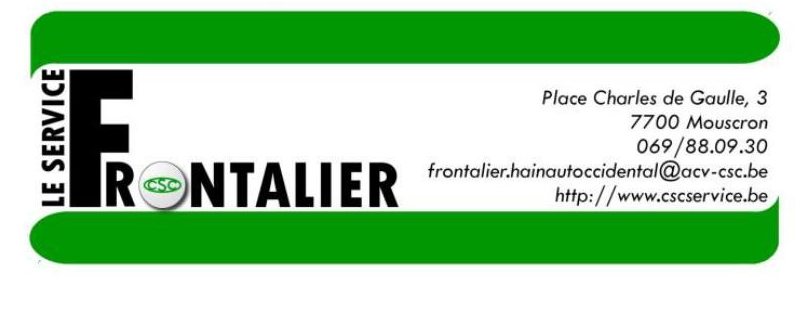 LE SERVICE
FRONTALIER
CSC
Place Charles de Gaulle, 3
7700 Mouscron
069/88.09.30
frontalier.hainautoccidental@acv-csc.be
http://www.cscservice.be